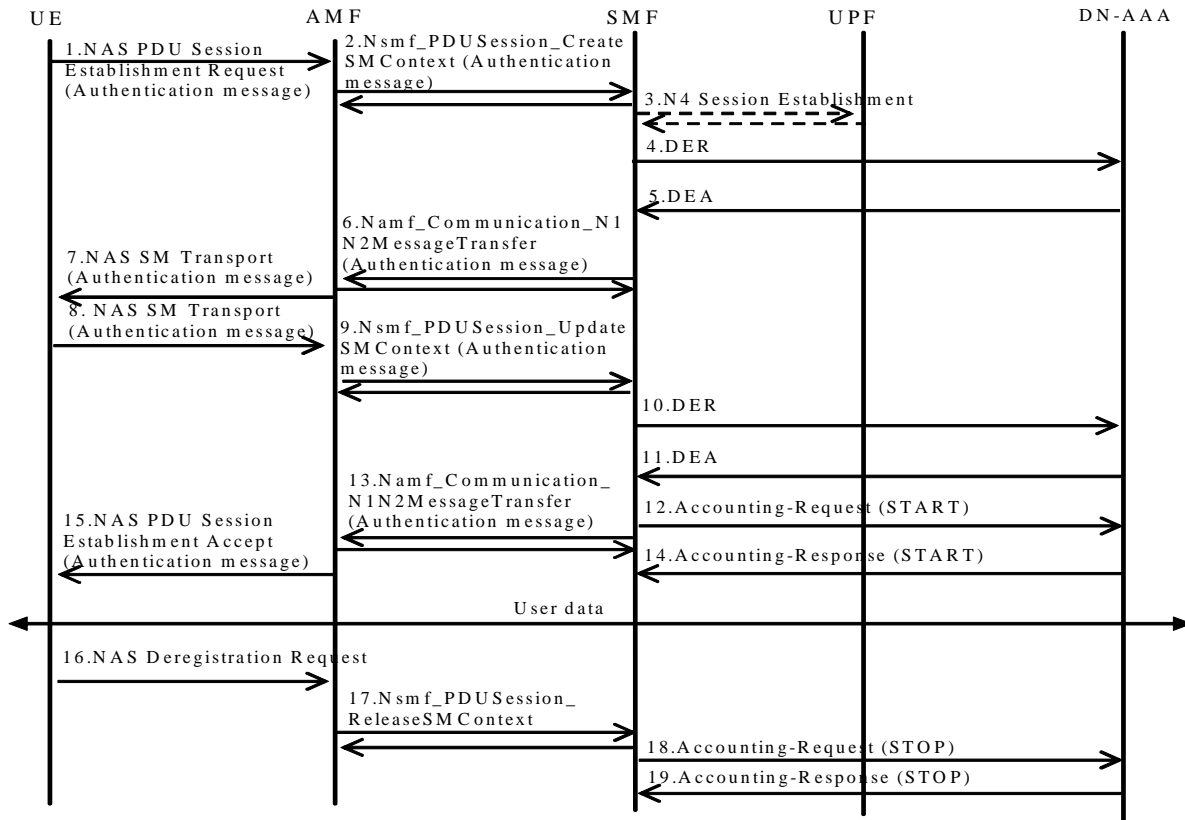 UE AMF SMF UPF DN-AAA
1.NAS PDU Session
Establishment Request
(Authentication message)
2.Nsmf_PDUSession_Create
SMContext (Authentication
message)
3.N4 Session Establishment
4.DER
5.DEA
6.Namf_Communication_N1
N2MessageTransfer
(Authentication message)
7.NAS SM Transport
(Authentication message)
8. NAS SM Transport
(Authentication message)
9.Nsmf_PDUSession_Update
SMContext (Authentication
message)
10.DER
11.DEA
12.Accounting-Request (START)
13.Namf_Communication_
N1N2MessageTransfer
(Authentication message)
14.Accounting-Response (START)
15.NAS PDU Session
Establishment Accept
(Authentication message)
User data
16.NAS Deregistration Request
17.Nsmf_PDUSession_
ReleaseSMContext
18.Accounting-Request (STOP)
19.Accounting-Response (STOP)